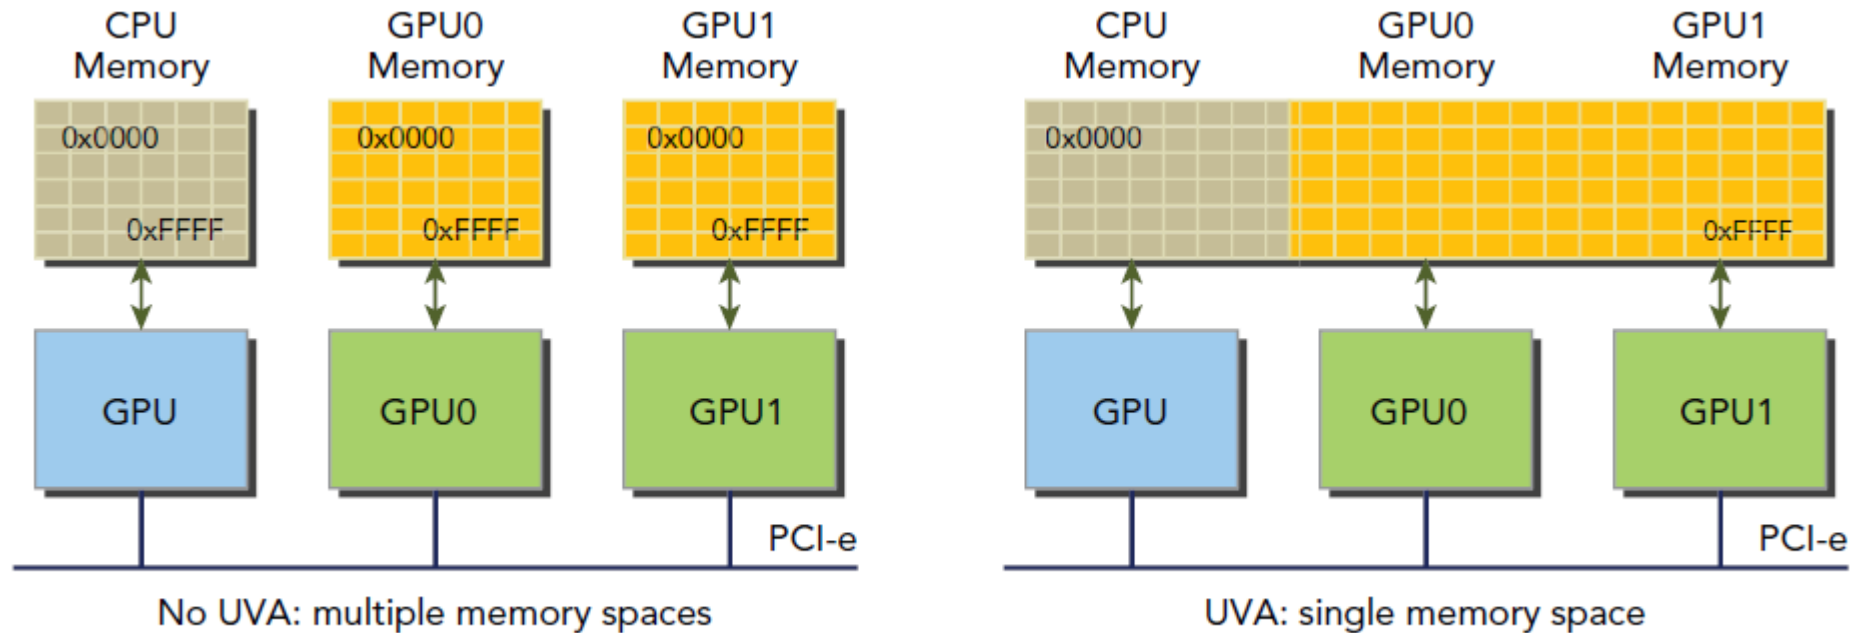 CPU Memory
GPU0 Memory
GPU1 Memory
0x0000
0xFFFF
0x0000
0xFFFF
0x0000
0xFFFF
GPU
GPU0
GPU1
PCI-e
No UVA: multiple memory spaces
CPU Memory
GPU0 Memory
GPU1 Memory
0x0000
0xFFFF
GPU
GPU0
GPU1
PCI-e
UVA: single memory space